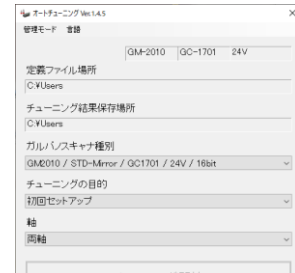 オートチューニング Ver.1.4.5
管理モード 言語
GM-2010 GC-1701 24V
定義ファイル場所
C:¥Users
チューニング結果保存場所
C:¥Users
ガルバノスキャナ種別
GM2010 / STD-Mirror / GC1701 / 24V / 16bit
チューニングの目的
初回セットアップ
軸
両軸